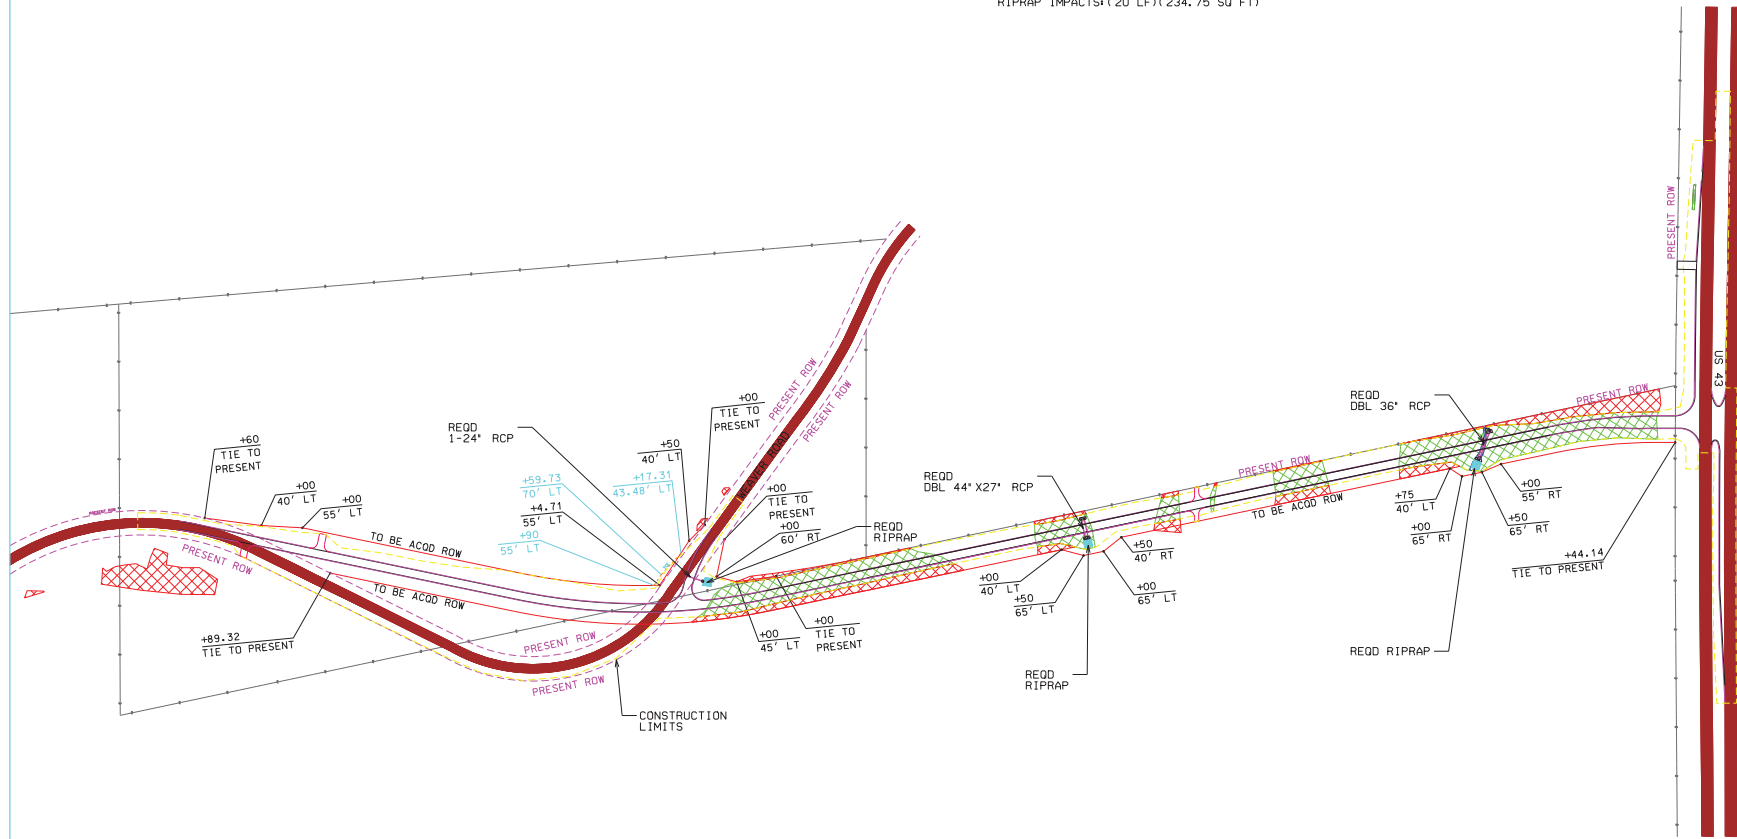 RIPRAP IMPACTS:(20 LF)(234.75 SQ FT)
PRESENT ROW
US 43
PRESENT ROW
PRESENT ROW
WEAVER ROAD
+00
TIE TO
PRESENT
REQD
1-24" RCP
+50
40' LT
+60
TIE TO
PRESENT
+59.73
70' LT
+17.31
43.48' LT
+4.71
55' LT
+90
55' LT
+00
40' LT
+00
55' LT
+00
TIE TO
PRESENT
+00
60' RT
REQD
RIPRAP
REQD
DBL 44"X27" RCP
REQD
DBL 36" RCP
PRESENT ROW
PRESENT ROW
TO BE ACQD ROW
+75
40' LT
+00
65' RT
+00
55' RT
+50
65' RT
+44.14
TIE TO PRESENT
PRESENT ROW
TO BE ACQD ROW
TO BE ACQD ROW
+50
40' RT
+00
40' LT
+50
65' LT
+00
65' LT
+89.32
TIE TO PRESENT
PRESENT ROW
PRESENT ROW
+00
45' LT
+00
TIE TO
PRESENT
REQD
RIPRAP
REQD RIPRAP
CONSTRUCTION
LIMITS